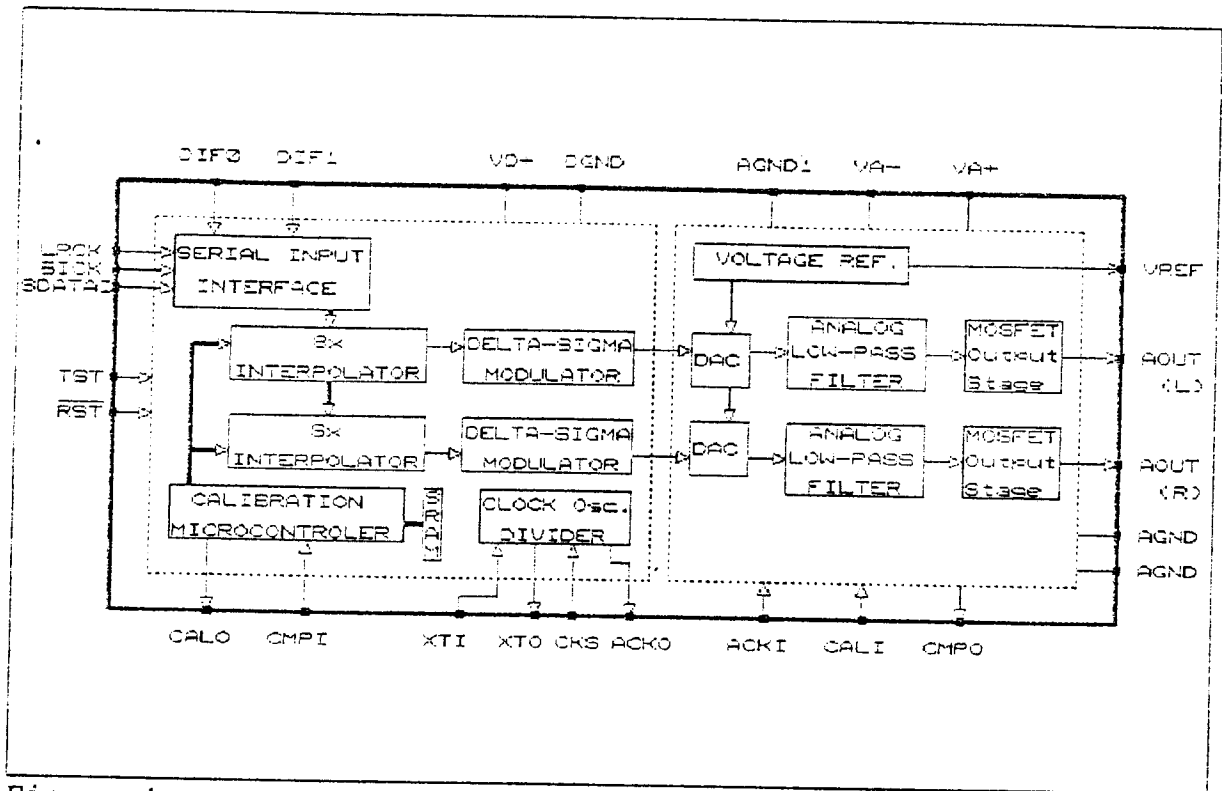 DIF0 DIF1 VD+ DGND AGND1 VA- VA+
LRCK
BICK
SDATAI
SERIAL INPUT
INTERFACE
VOLTAGE REF.
VREF
8x
INTERPOLATOR
DELTA-SIGMA
MODULATOR
DAC
ANALOG
LOW-PASS
FILTER
MOSFET
Output
Stage
AOUT
(L)
TST
RST
8x
INTERPOLATOR
DELTA-SIGMA
MODULATOR
DAC
ANALOG
LOW-PASS
FILTER
MOSFET
Output
Stage
AOUT
(R)
CALIBRATION
MICROCONTROLER
SRAM
CLOCK Osc.
DIVIDER
AGND
AGND
CALO CMPI XTI XTO CKS ACKO ACKI CALI CMPO